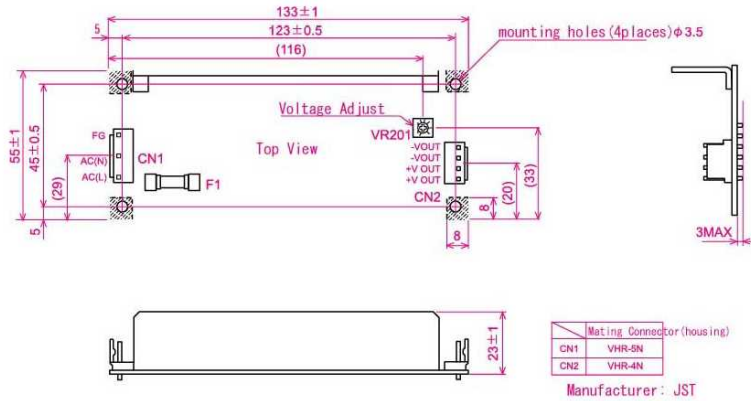 133±1
5
123±0.5
(116)
mounting holes(4places)φ3.5
55±1
45±0.5
(29)
5
Voltage Adjust
VR201
Top View
FG
AC(N)
AC(L)
CN1
F1
-VOUT
-VOUT
+V OUT
+V OUT
CN2
(33)
(20)
8
8
3MAX
23±1
Mating Connector(housing)
CN1 VHR-5N
CN2 VHR-4N
Manufacturer: JST